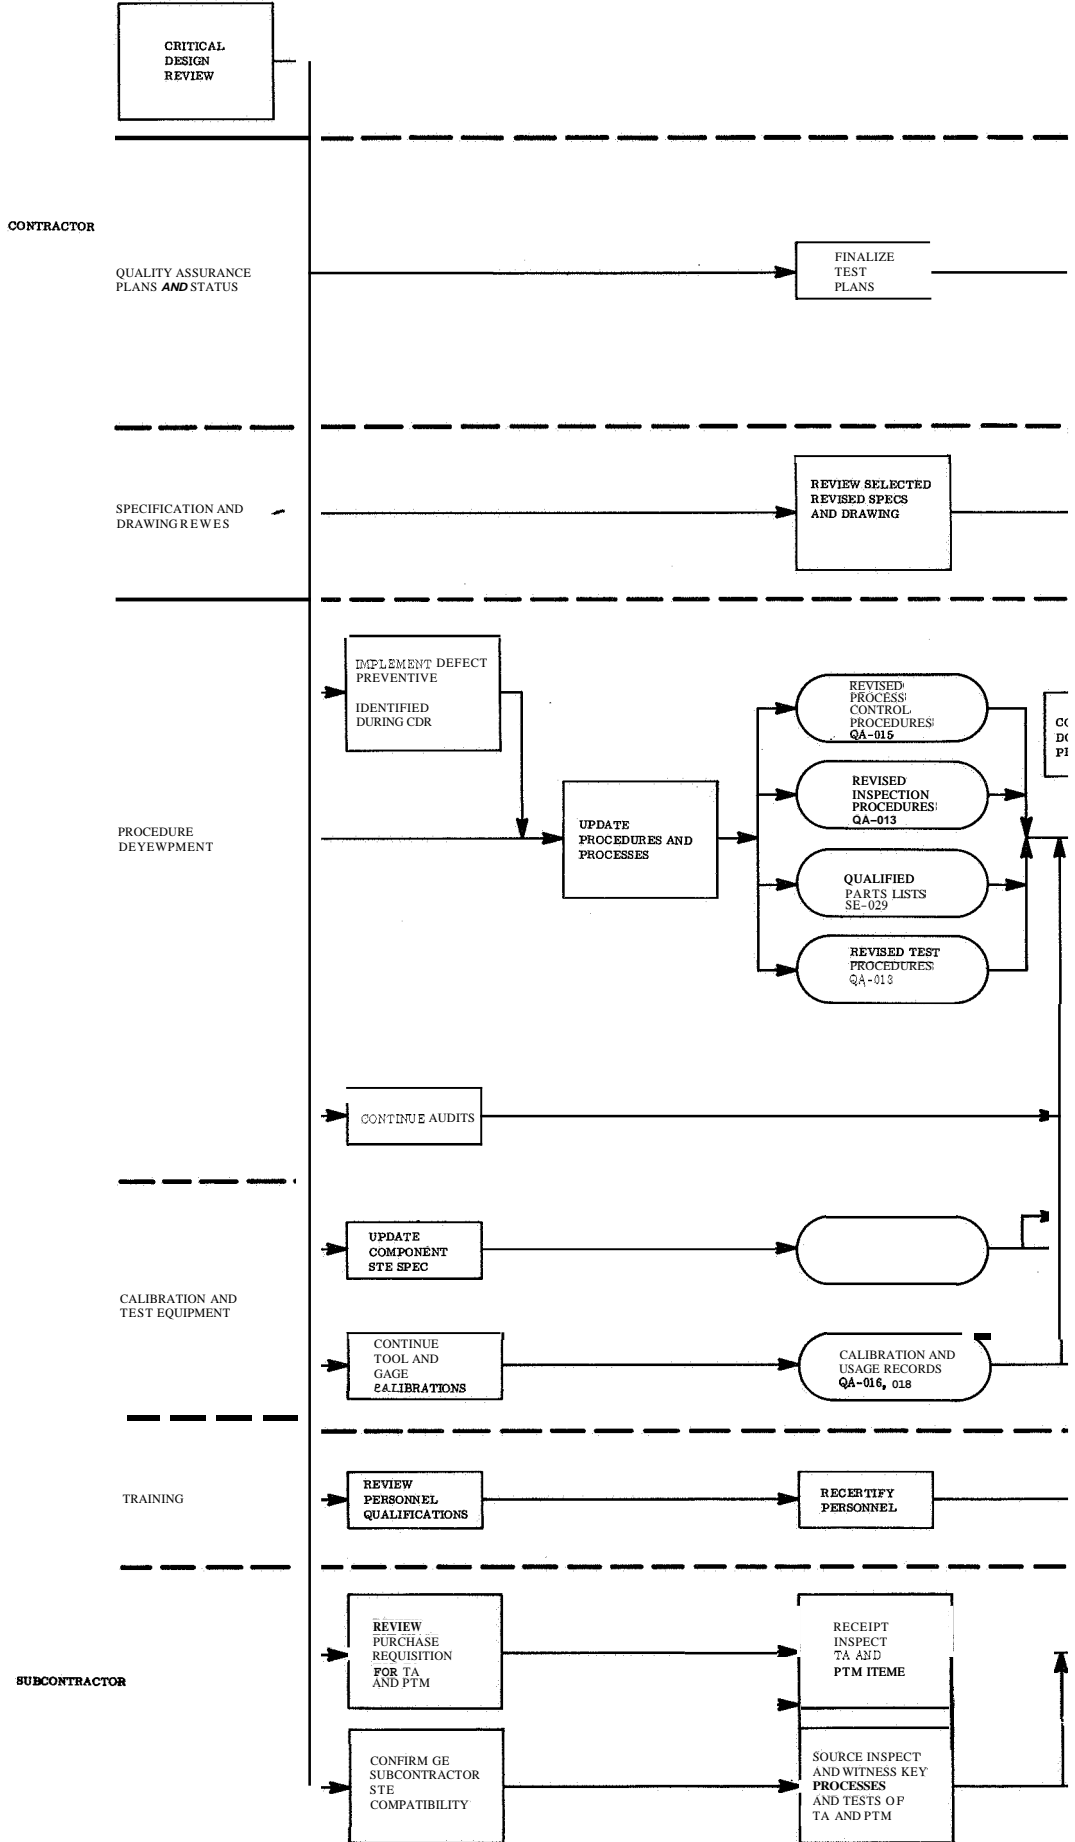 CRITICAL
DESIGN
REVIEW
CONTRACTOR
QUALITY ASSURANCE
PLANS AND STATUS
FINALIZE
TEST
PLANS
SPECIFICATION AND
DRAWING REWES
REVIEW SELECTED
REVISED SPECS
AND DRAWING
IMPLEMENT DEFECT
PREVENTIVE
IDENTIFIED
DURING CDR
PROCEDURE
DEYEWPMENT
UPDATE
PROCEDURES AND
PROCESSES
REVISED
PROCESS
CONTROL
PROCEDURES
QA-015
REVISED
INSPECTION
PROCEDURES
QA-013
QUALIFIED
PARTS LISTS
SE-029
REVISED TEST
PROCEDURES
QA-013
CO
DO
PR
CONTINUE AUDITS
UPDATE
COMPONENT
STE SPEC
CALIBRATION AND
TEST EQUIPMENT
CONTINUE
TOOL AND
GAGE
CALIBRATIONS
CALIBRATION AND
USAGE RECORDS
QA-016, 018
TRAINING
REVIEW
PERSONNEL
QUALIFICATIONS
RECERTIFY
PERSONNEL
SUBCONTRACTOR
REVIEW
PURCHASE
REQUISITION
FOR TA
AND PTM
RECEIPT
INSPECT
TA AND
PTM ITEME
CONFIRM GE
SUBCONTRACTOR
STE
COMPATIBILITY
SOURCE INSPECT
AND WITNESS KEY
PROCESSES
AND TESTS OF
TA AND PTM